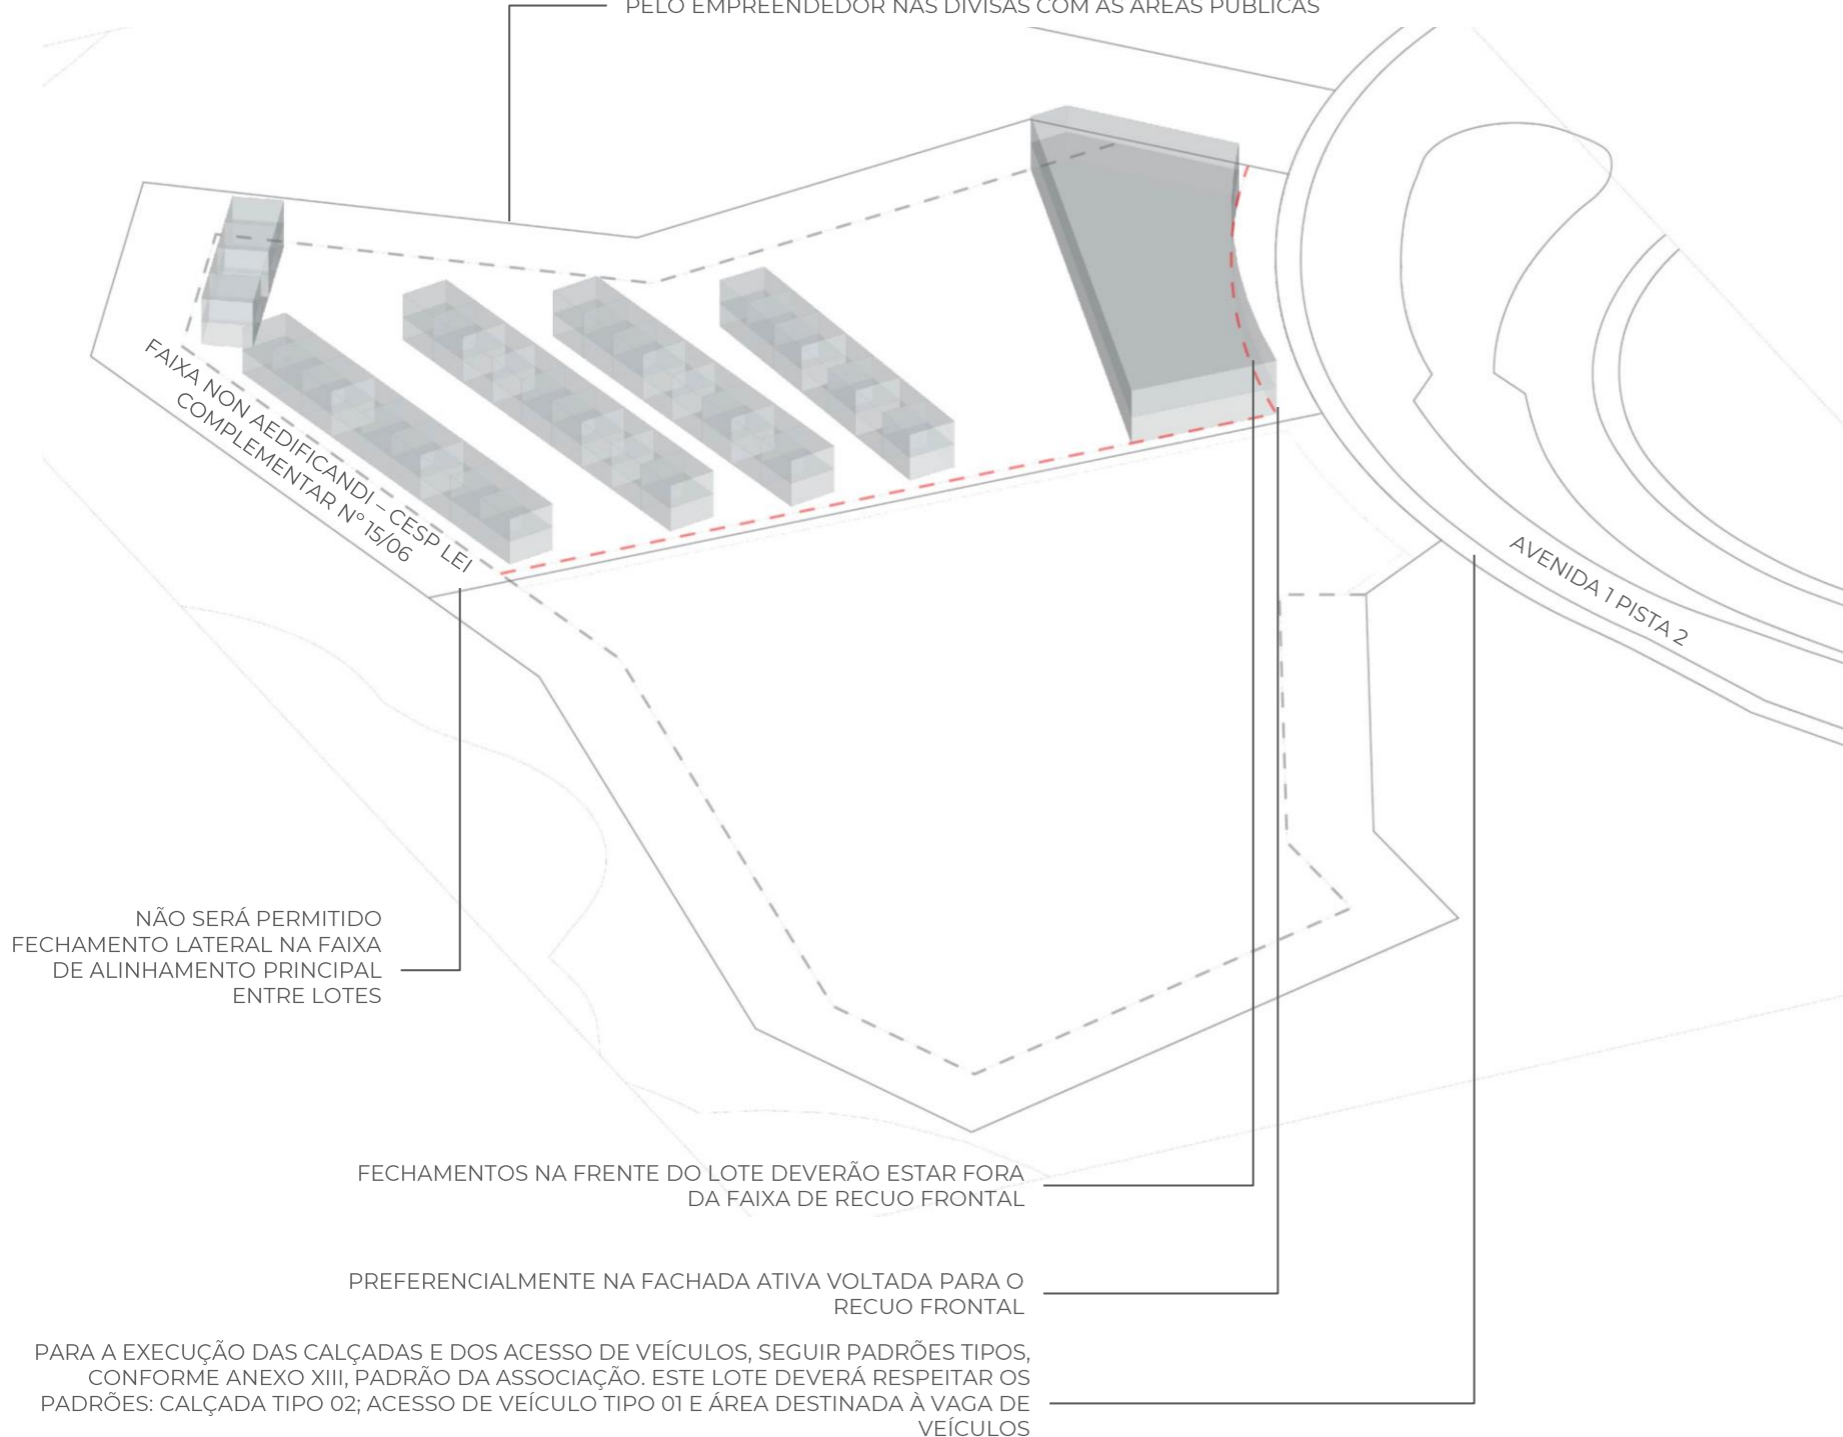 PELO EMPREENDEDOR NAS DIVISAS COM AS ÁREAS PÚBLICAS
FAIXA NON AEDIFICANDI – CESP LEI
COMPLEMENTAR Nº 15/06
AVENIDA 1 PISTA 2
NÃO SERÁ PERMITIDO
FECHAMENTO LATERAL NA FAIXA
DE ALINHAMENTO PRINCIPAL
ENTRE LOTES
FECHAMENTOS NA FRENTE DO LOTE DEVERÃO ESTAR FORA
DA FAIXA DE RECUO FRONTAL
PREFERENCIALMENTE NA FACHADA ATIVA VOLTADA PARA O
RECUO FRONTAL
PARA A EXECUÇÃO DAS CALÇADAS E DOS ACESSO DE VEÍCULOS, SEGUIR PADRÕES TIPOS,
CONFORME ANEXO XIII, PADRÃO DA ASSOCIAÇÃO. ESTE LOTE DEVERÁ RESPEITAR OS
PADRÕES: CALÇADA TIPO 02; ACESSO DE VEÍCULO TIPO 01 E ÁREA DESTINADA À VAGA DE
VEÍCULOS